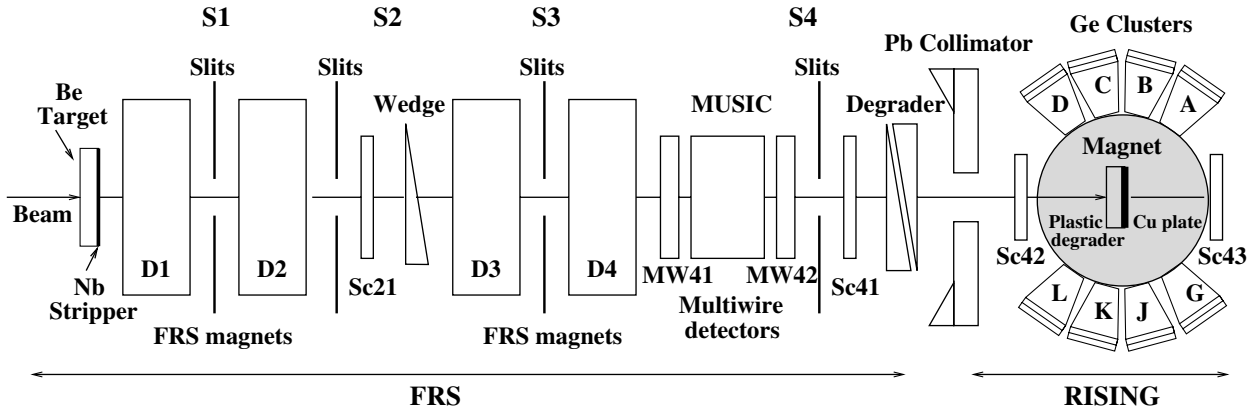 S1
S2
S3
S4
Ge Clusters
Pb Collimator
Slits
Slits
Slits
Slits
Be
Target
Wedge
MUSIC
Degrader
D
C
B
A
Magnet
Beam
Plastic
degrader
Cu plate
D1
D2
Sc21
D3
D4
MW41
MW42
Sc41
Sc42
Sc43
Nb
Stripper
Multiwire
detectors
L
K
J
G
FRS magnets
FRS magnets
FRS
RISING